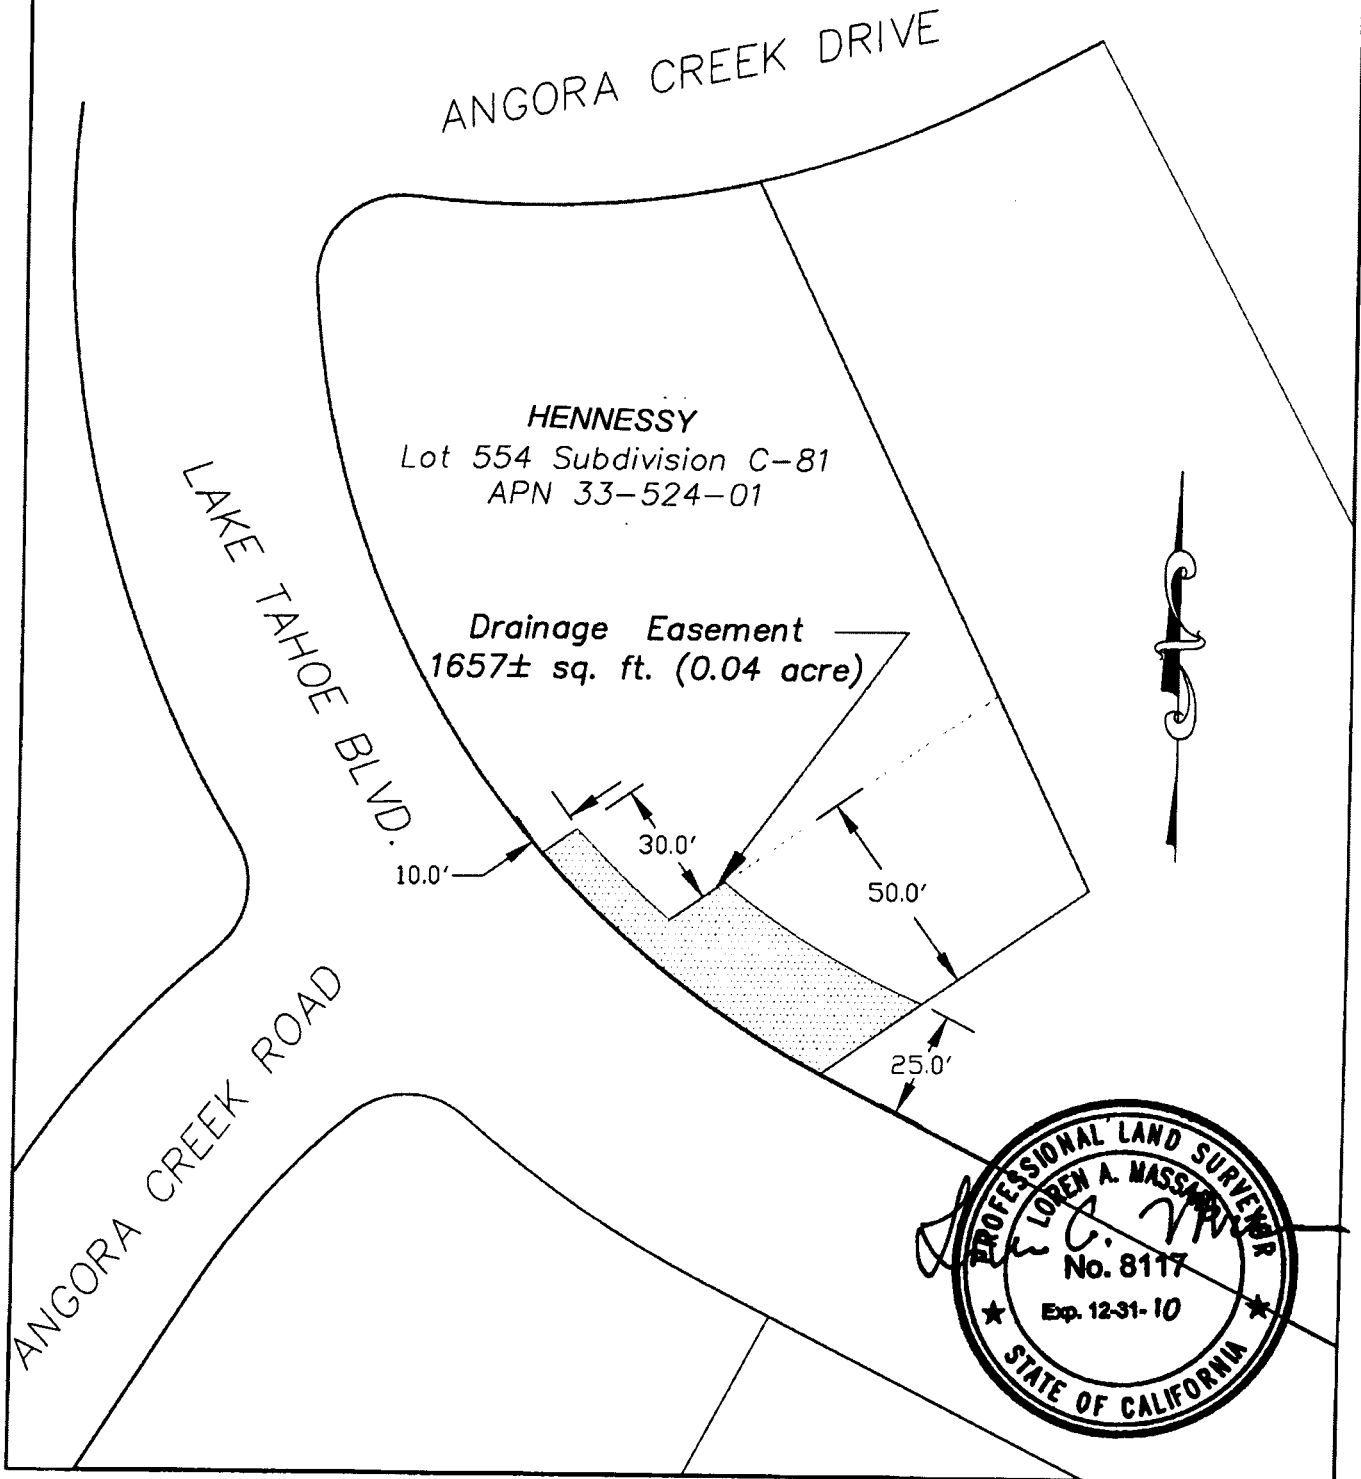 ANGORA CREEK DRIVE
HENNESSY
Lot 554 Subdivision C-81
APN 33-524-01
LAKE TAHOE BLVD.
Drainage Easement
1657± sq. ft. (0.04 acre)
30.0'
10.0'
50.0'
25.0'
ANGORA CREEK ROAD
PROFESSIONAL LAND SURVEYOR
LOREN A.
No. 8117
Exp. 12-31-10
STATE OF CALIFORNIA